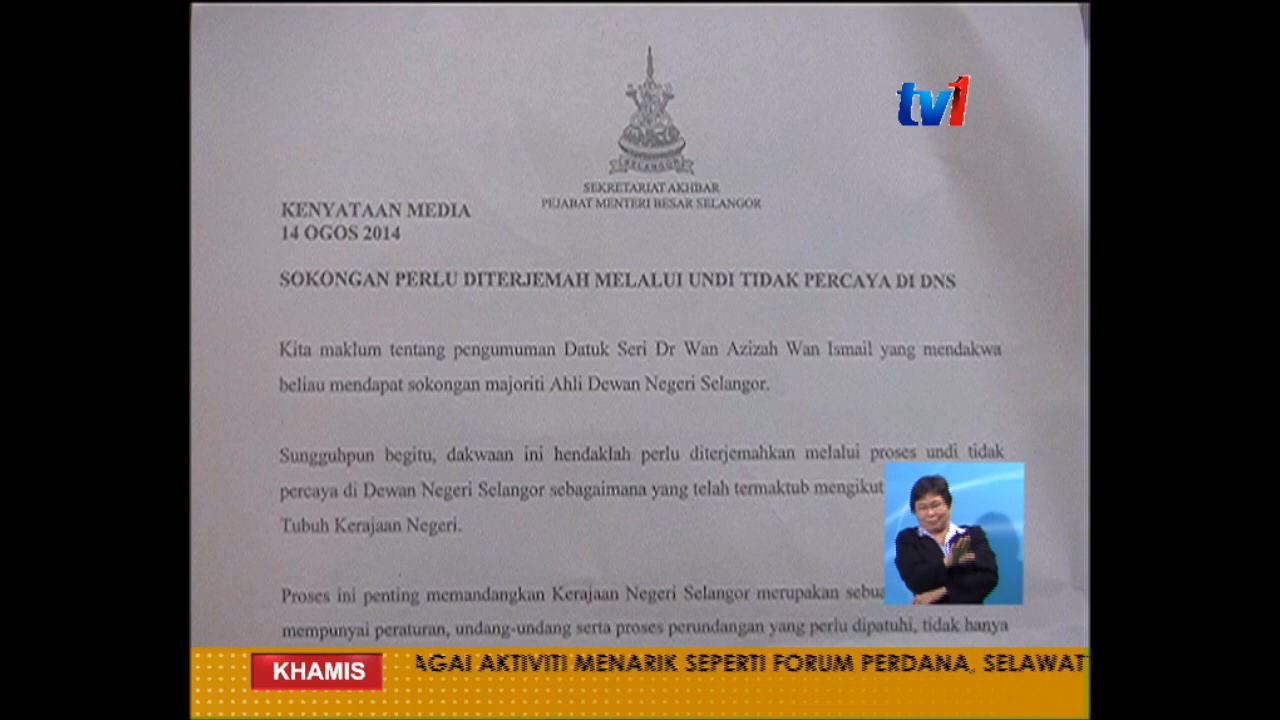 tv1
SELANGOR
SEKRETARIAT AKHBAR
PEJABAT MENTERI BESAR SELANGOR
KENYATAAN MEDIA
14 OGOS 2014
SOKONGAN PERLU DITERJEMAH MELALUI UNDI TIDAK PERCAYA DI DNS
Kita maklum tentang pengumuman Datuk Seri Dr Wan Azizah Wan Ismail yang mendakwa
beliau mendapat sokongan majoriti Ahli Dewan Negeri Selangor.
Sungguhpun begitu, dakwaan ini hendaklah perlu diterjemahkan melalui proses undi tidak
percaya di Dewan Negeri Selangor sebagaimana yang telah termaktub mengikut
Tubuh Kerajaan Negeri.
Proses ini penting memandangkan Kerajaan Negeri Selangor merupakan
mempunyai peraturan, undang-undang serta proses perundangan yang perlu dipatuhi, tidak hanya
KHAMIS
AGAI AKTIVITI MENARIK SEPERTI FORUM PERDANA, SELAWAT